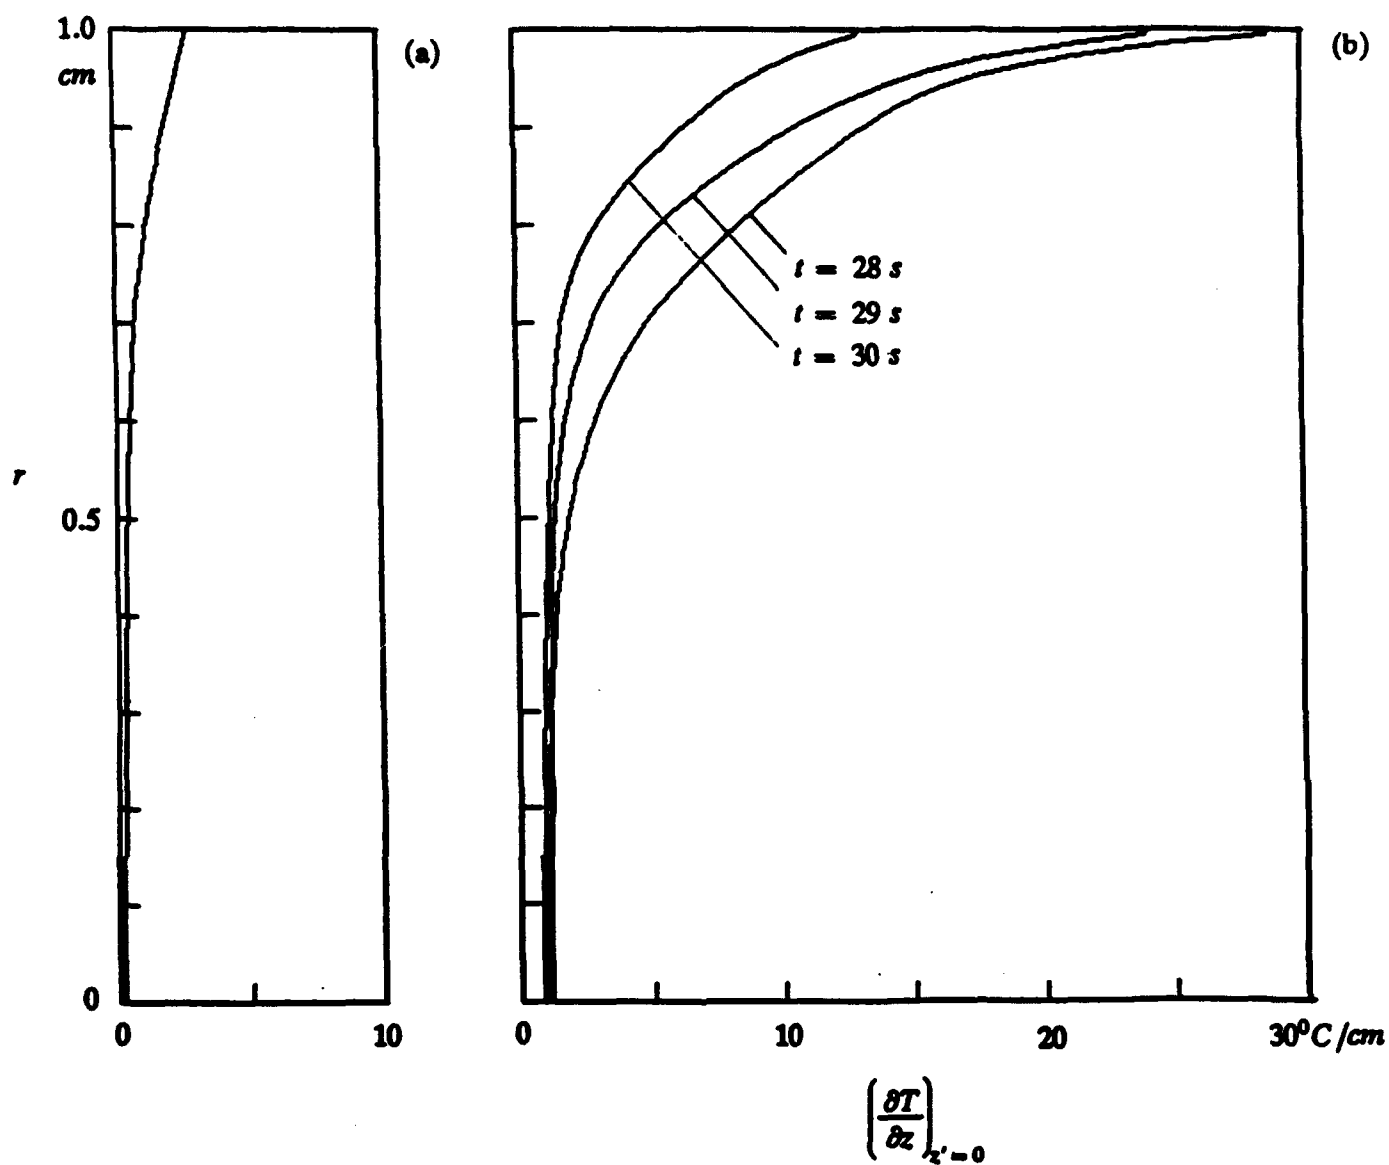 1.0
cm
(a)
(b)
t = 28 s
t = 29 s
t = 30 s
r
0.5
0
0
10
0
10
20
30⁰C/cm
(∂T/∂z)z'=0